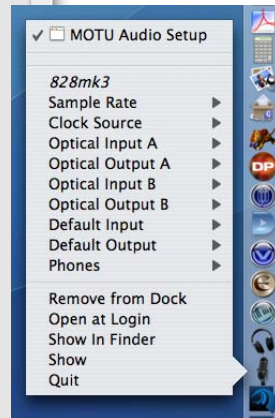 ✓ MOTU Audio Setup
828mk3
Sample Rate
Clock Source
Optical Input A
Optical Output A
Optical Input B
Optical Output B
Default Input
Default Output
Phones
Remove from Dock
Open at Login
Show In Finder
Show
Quit
DP